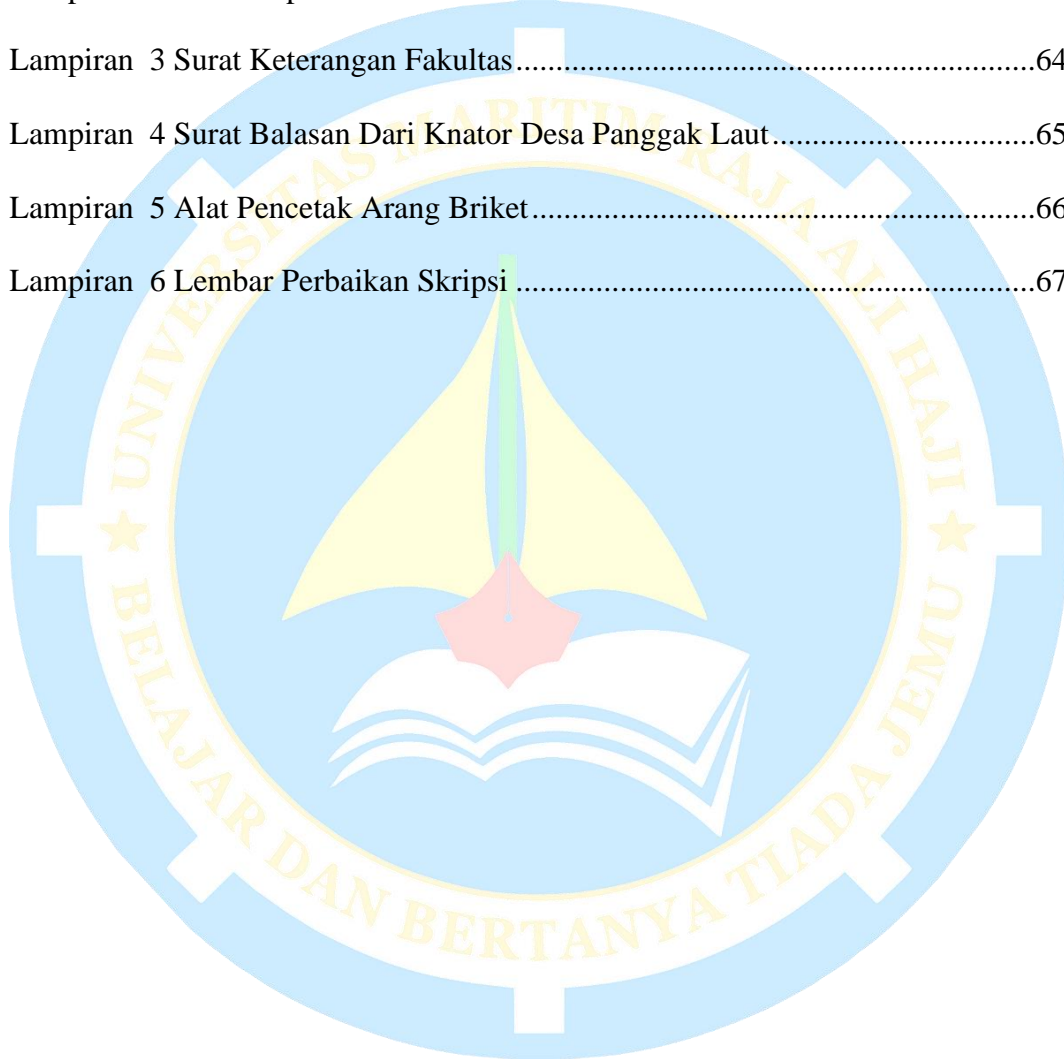 Lampiran 3 Surat Keterangan Fakultas....................................................................64
Lampiran 4 Surat Balasan Dari Knator Desa Panggak Laut.................................65
Lampiran 5 Alat Pencetak Arang Briket................................................................66
Lampiran 6 Lembar Perbaikan Skripsi..................................................................67
UNIVERSITAS MARITIM RAJA ALI HAJI
BELAJAR DAN BERTANYA TIADA JEMU